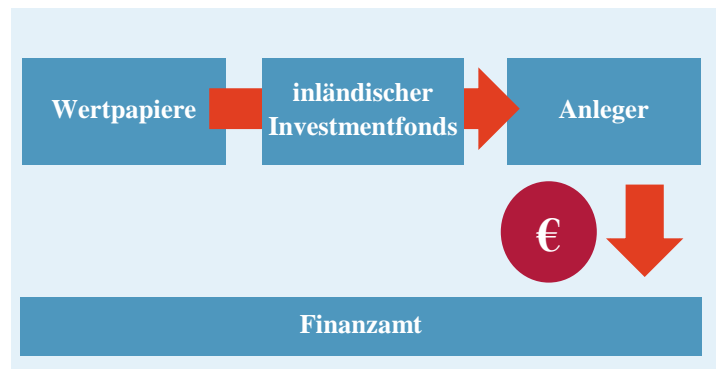 Wertpapiere
inländischer
Investmentfonds
Anleger
€
Finanzamt